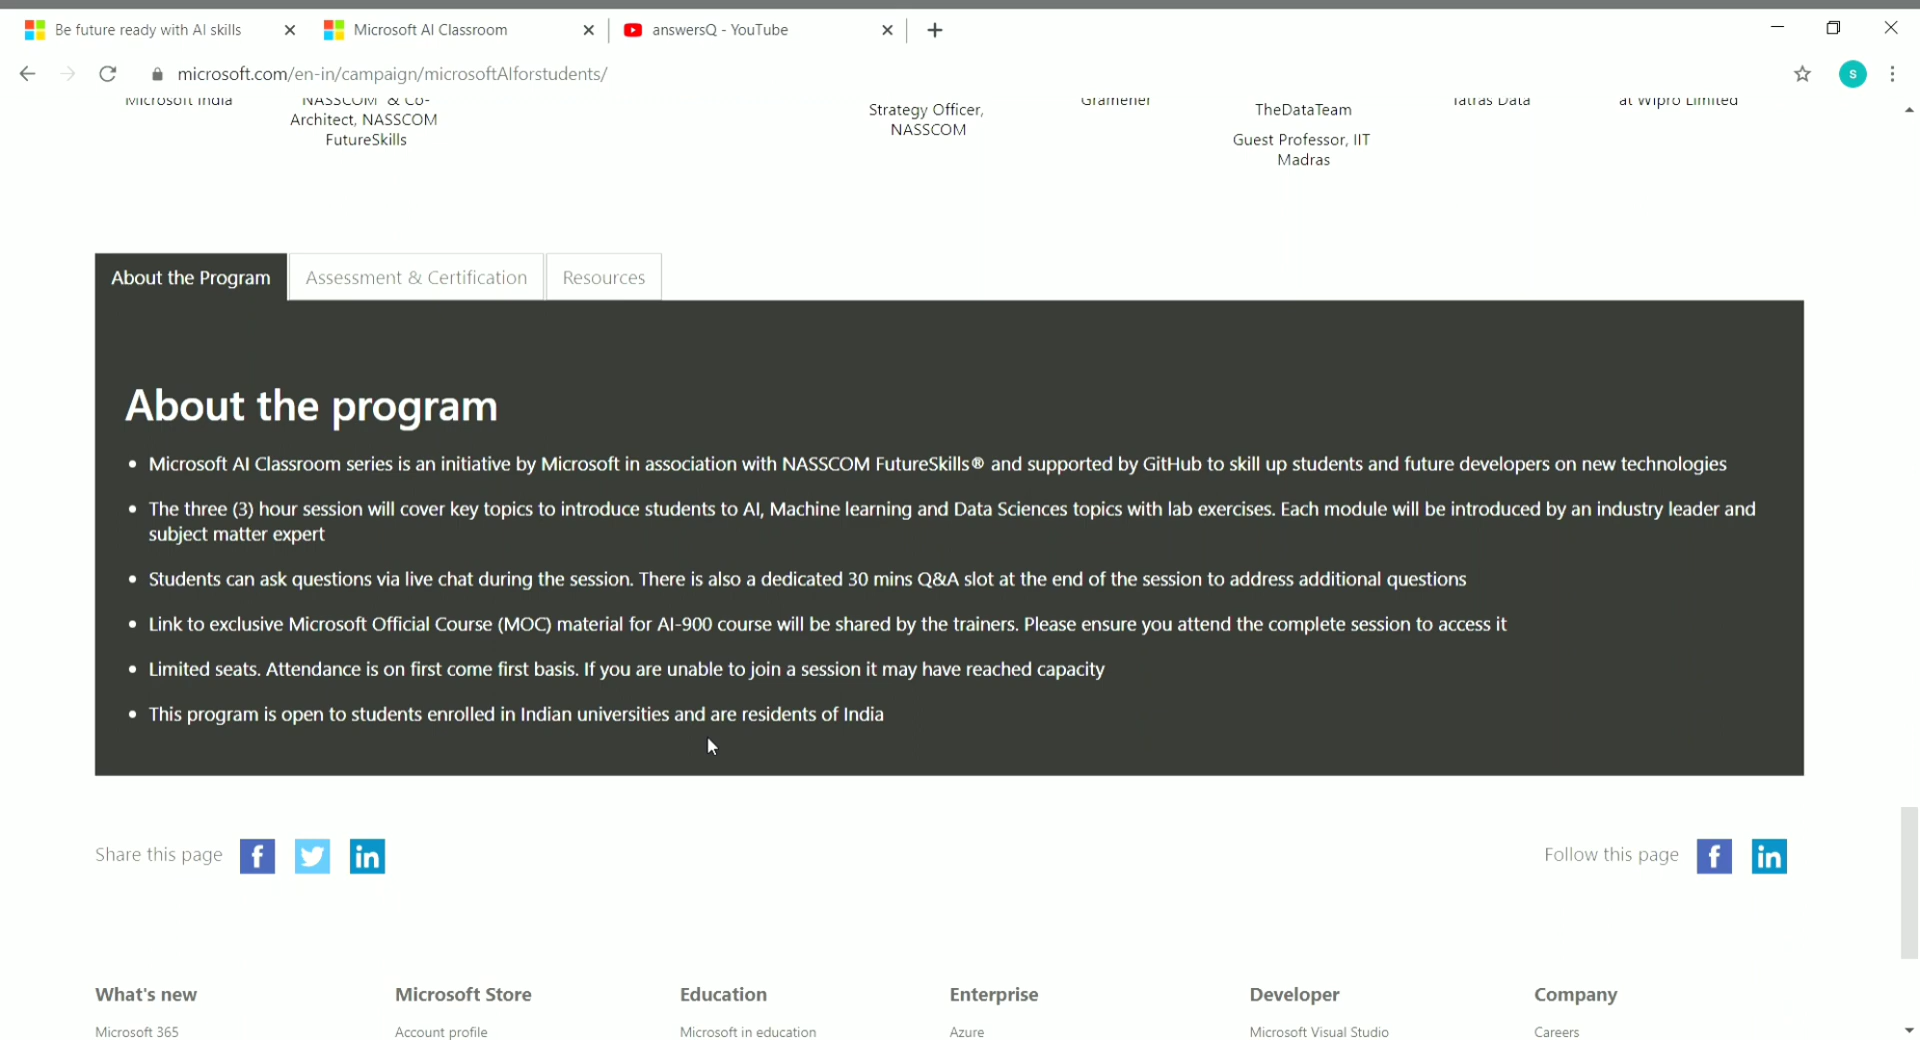 Be future ready with AI skills
Microsoft AI Classroom
answersQ - YouTube
microsoft.com/en-in/campaign/microsoftAIforstudents/
S
Microsoft India
NASSCOM & Co-
Architect, NASSCOM
FutureSkills
Strategy Officer,
NASSCOM
Gramener
TheDataTeam
Guest Professor, IIT
Madras
Tatras Data
at Wipro Limited
About the Program
Assessment & Certification
Resources
About the program
• Microsoft AI Classroom series is an initiative by Microsoft in association with NASSCOM FutureSkills® and supported by GitHub to skill up students and future developers on new technologies
• The three (3) hour session will cover key topics to introduce students to AI, Machine learning and Data Sciences topics with lab exercises. Each module will be introduced by an industry leader and
subject matter expert
• Students can ask questions via live chat during the session. There is also a dedicated 30 mins Q&A slot at the end of the session to address additional questions
• Link to exclusive Microsoft Official Course (MOC) material for AI-900 course will be shared by the trainers. Please ensure you attend the complete session to access it
• Limited seats. Attendance is on first come first basis. If you are unable to join a session it may have reached capacity
• This program is open to students enrolled in Indian universities and are residents of India
Share this page
Follow this page
What's new
Microsoft Store
Education
Enterprise
Developer
Company
Microsoft 365
Account profile
Microsoft in education
Azure
Microsoft Visual Studio
Careers